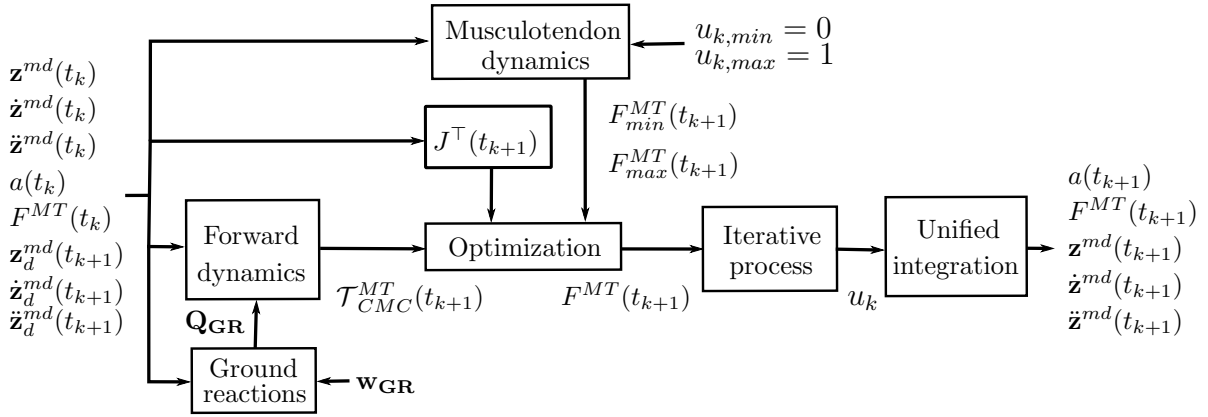 Musculotendon
dynamics
u_{k,min} = 0
u_{k,max} = 1
𝐳^{md}(t_k)
𝐳̇^{md}(t_k)
𝐳̈^{md}(t_k)
a(t_k)
F^{MT}(t_k)
𝐳_d^{md}(t_{k+1})
𝐳̇_d^{md}(t_{k+1})
𝐳̈_d^{md}(t_{k+1})
J^⊤(t_{k+1})
F_{min}^{MT}(t_{k+1})
F_{max}^{MT}(t_{k+1})
Forward
dynamics
𝒯_{CMC}^{MT}(t_{k+1})
Optimization
F^{MT}(t_{k+1})
Iterative
process
u_k
Unified
integration
a(t_{k+1})
F^{MT}(t_{k+1})
𝐳^{md}(t_{k+1})
𝐳̇^{md}(t_{k+1})
𝐳̈^{md}(t_{k+1})
𝐐_{𝐆𝐑}
Ground
reactions
𝐰_{𝐆𝐑}